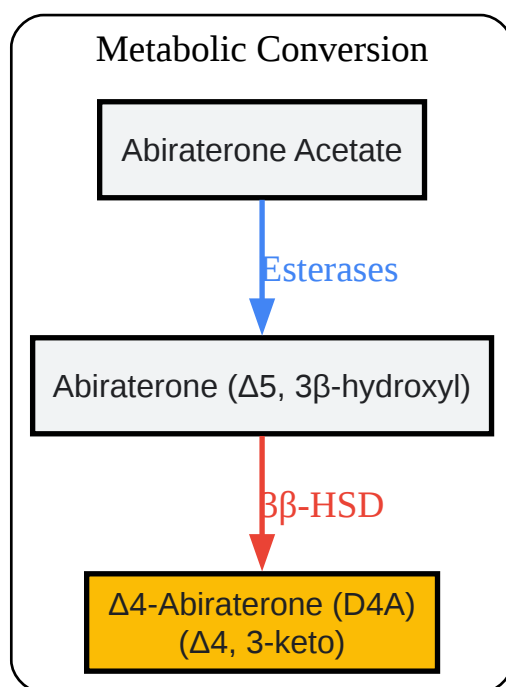 Metabolic Conversion
Abiraterone Acetate
Esterases
Abiraterone (Δ5, 3β-hydroxyl)
3β-HSD
Δ4-Abiraterone (D4A)
(Δ4, 3-keto)